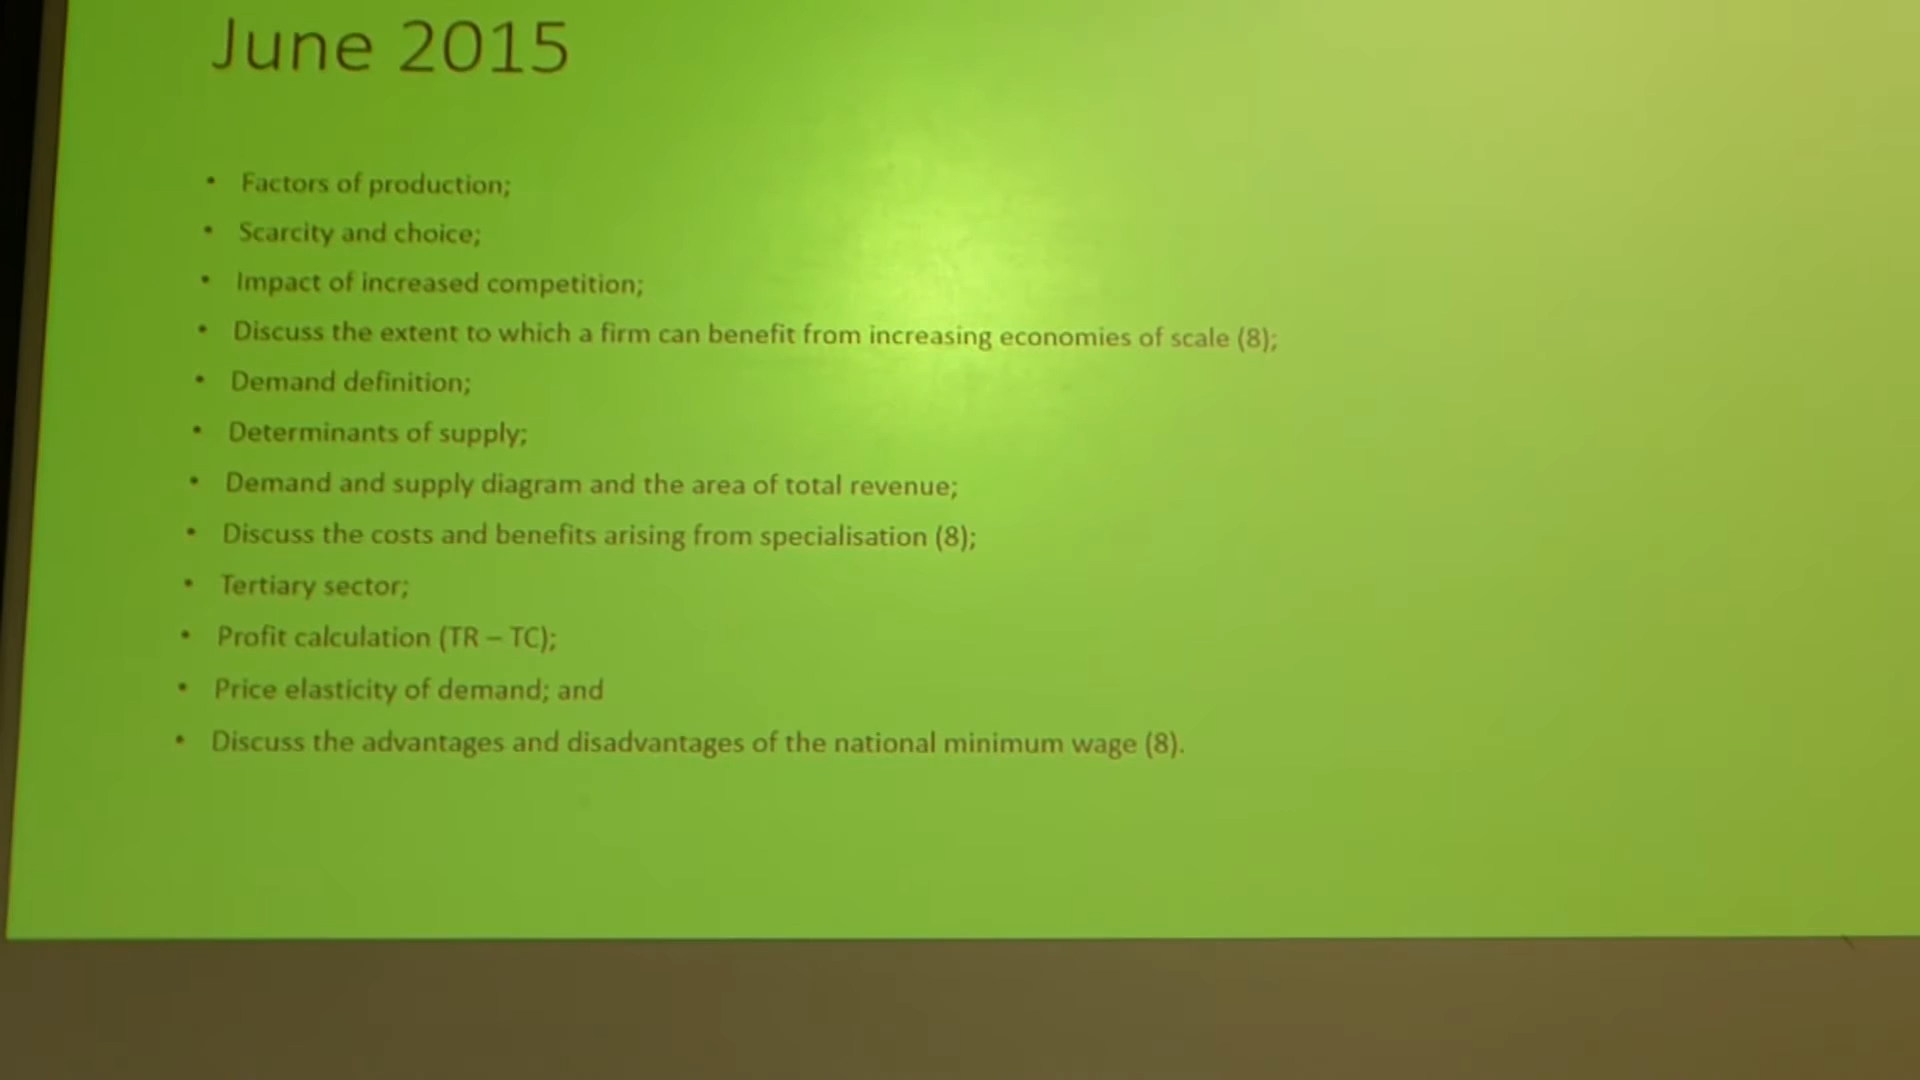 June 2015
• Factors of production;
• Scarcity and choice;
• Impact of increased competition;
• Discuss the extent to which a firm can benefit from increasing economies of scale (8);
• Demand definition;
• Determinants of supply;
• Demand and supply diagram and the area of total revenue;
• Discuss the costs and benefits arising from specialisation (8);
• Tertiary sector;
• Profit calculation (TR – TC);
• Price elasticity of demand; and
• Discuss the advantages and disadvantages of the national minimum wage (8).